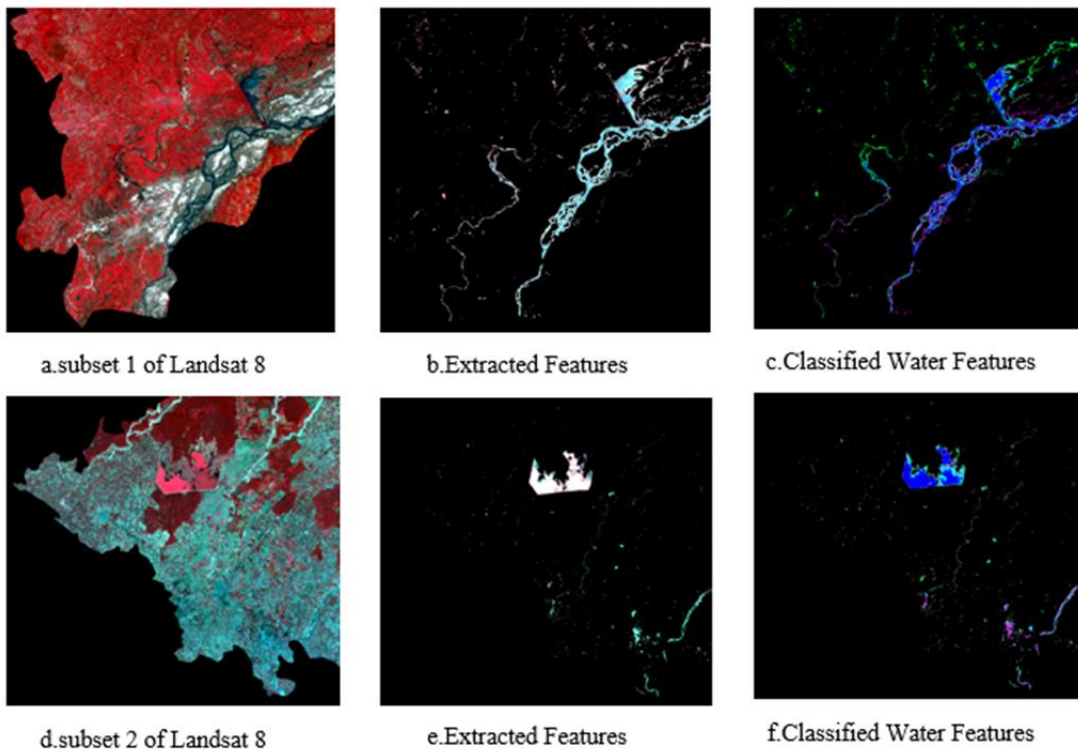 a.subset 1 of Landsat 8
b.Extracted Features
c.Classified Water Features
d.subset 2 of Landsat 8
e.Extracted Features
f.Classified Water Features